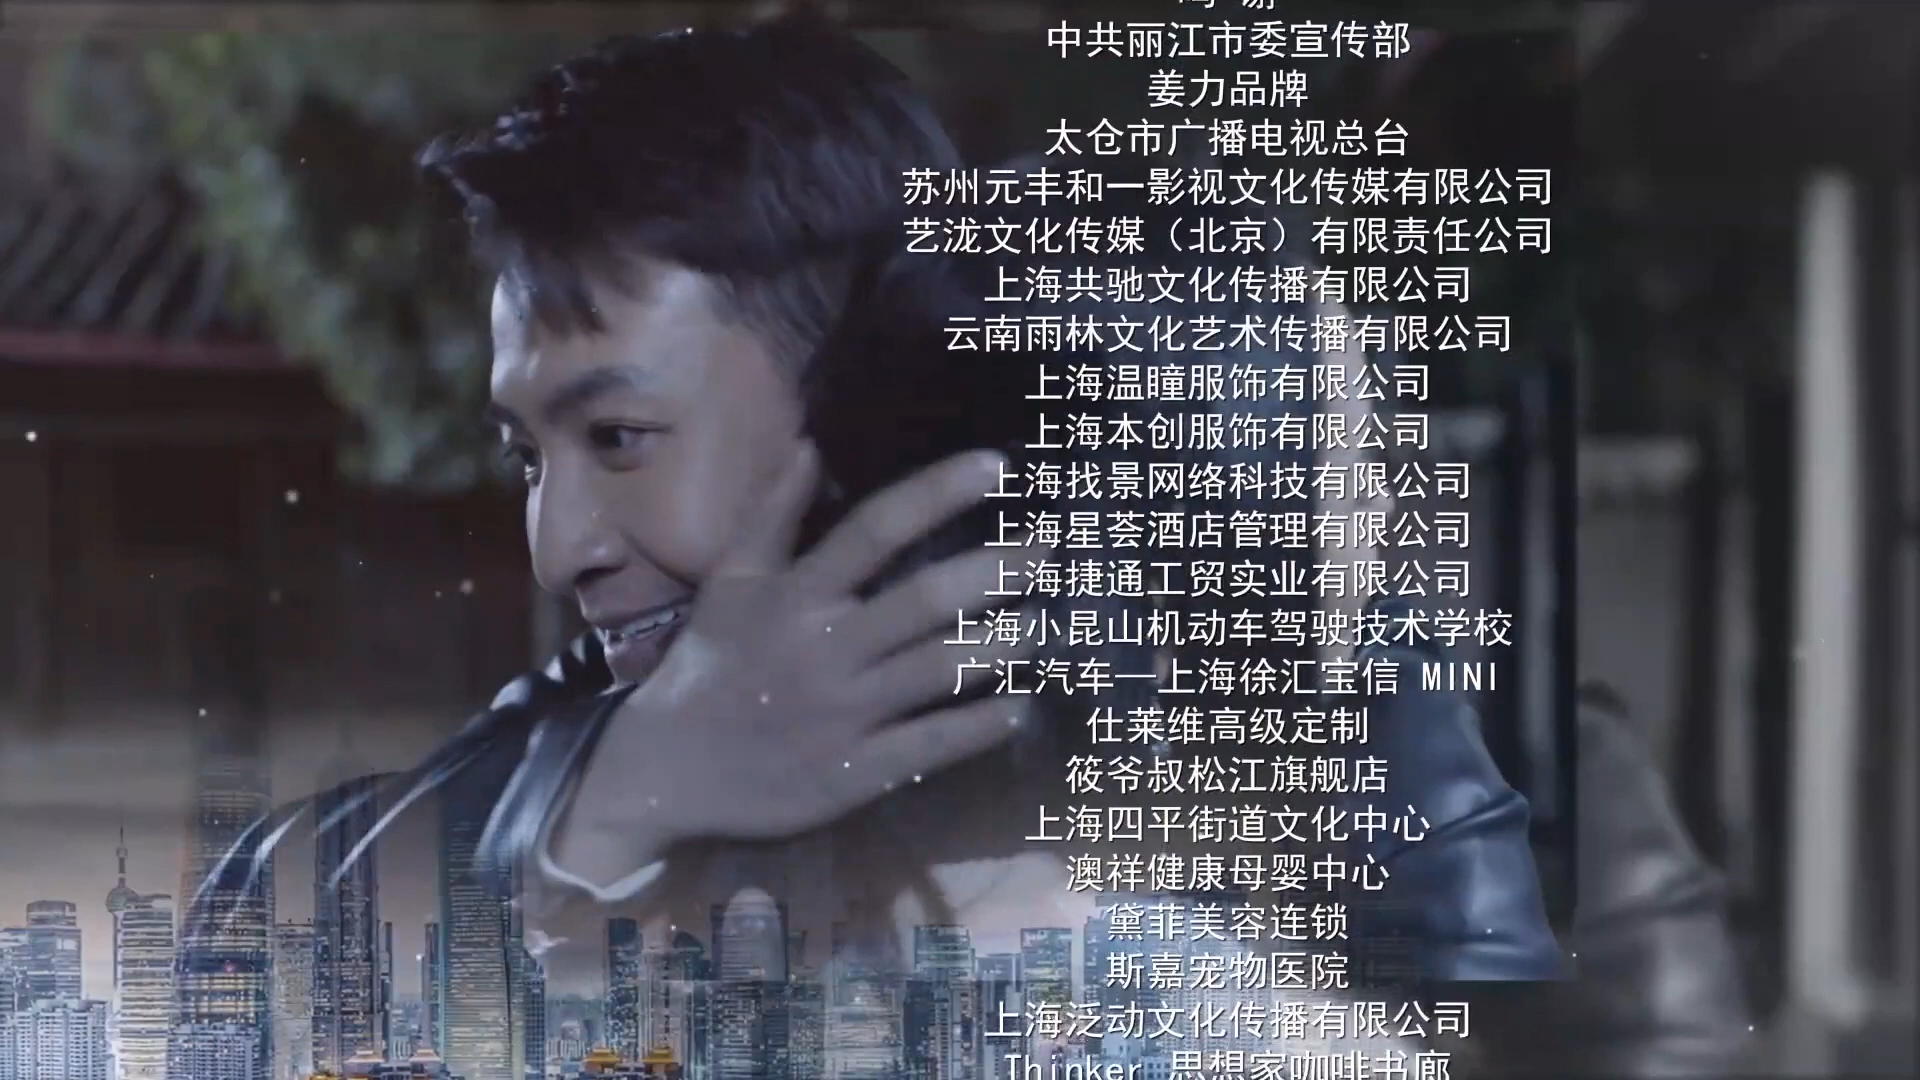 鸣 谢
中共丽江市委宣传部
姜力品牌
太仓市广播电视总台
苏州元丰和一影视文化传媒有限公司
艺泷文化传媒（北京）有限责任公司
上海共驰文化传播有限公司
云南雨林文化艺术传播有限公司
上海温瞳服饰有限公司
上海本创服饰有限公司
上海找景网络科技有限公司
上海星荟酒店管理有限公司
上海捷通工贸实业有限公司
上海小昆山机动车驾驶技术学校
广汇汽车—上海徐汇宝信 MINI
仕莱维高级定制
筱爷叔松江旗舰店
上海四平街道文化中心
澳祥健康母婴中心
黛菲美容连锁
斯嘉宠物医院
上海泛动文化传播有限公司
Thinker 思想家咖啡书廊